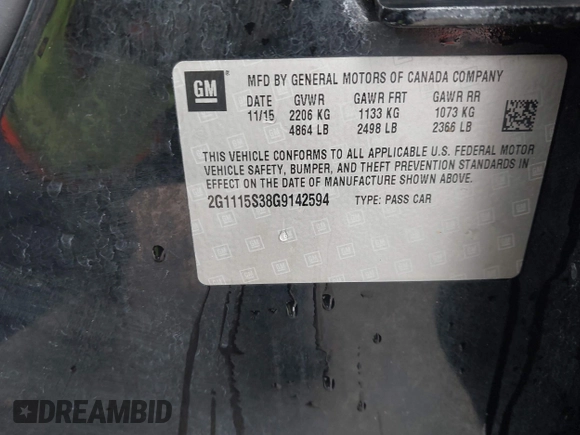 GM
MFD BY GENERAL MOTORS OF CANADA COMPANY
DATE GVWR GAWR FRT GAWR RR
11/15 2206 KG 1133 KG 1073 KG
4864 LB 2498 LB 2366 LB
THIS VEHICLE CONFORMS TO ALL APPLICABLE U.S. FEDERAL MOTOR
VEHICLE SAFETY, BUMPER, AND THEFT PREVENTION STANDARDS IN
EFFECT ON THE DATE OF MANUFACTURE SHOWN ABOVE.
2G1115S38G9142594 TYPE: PASS CAR
DREAMBID